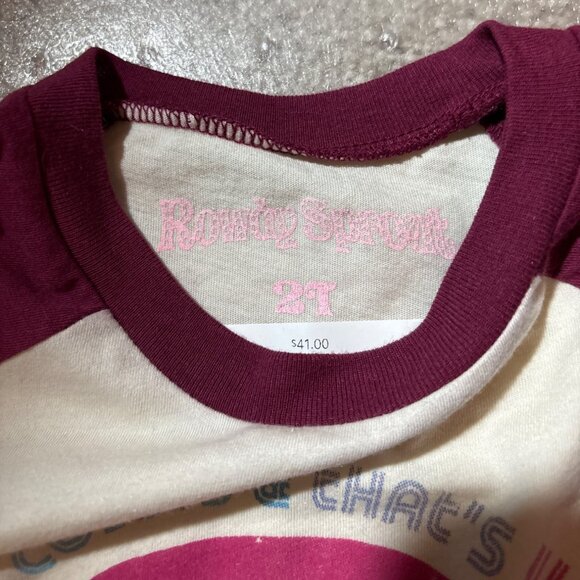 Rowdy Sprout
2T
$41.00
& that's